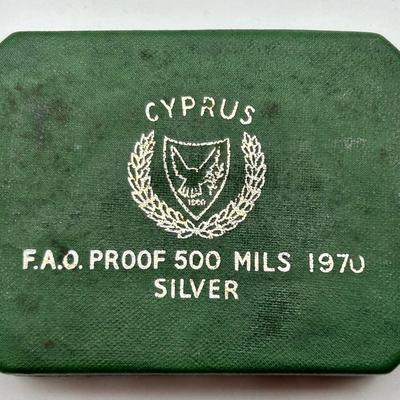 CYPRUS
1960
F.A.O. PROOF 500 MILS 1970
SILVER